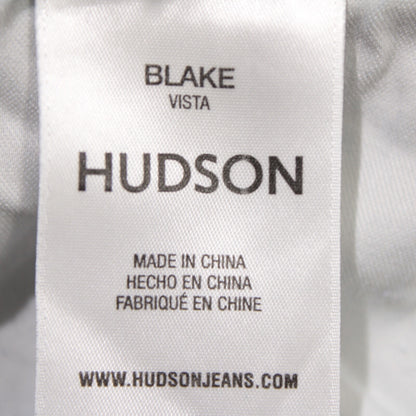 BLAKE
VISTA
HUDSON
MADE IN CHINA
HECHO EN CHINA
FABRIQUÉ EN CHINE
WWW.HUDSONJEANS.COM